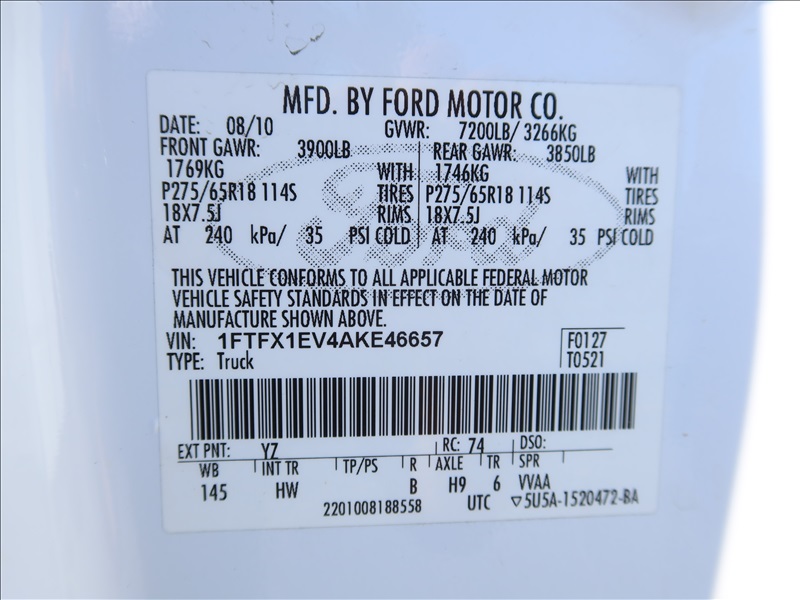 MFD. BY FORD MOTOR CO.
DATE: 08/10 GVWR: 7200LB/ 3266KG
FRONT GAWR: 3900LB REAR GAWR: 3850LB
1769KG WITH 1746KG WITH
P275/65R18 114S TIRES P275/65R18 114S TIRES
18X7.5J RIMS 18X7.5J RIMS
AT 240 kPa/ 35 PSI COLD AT 240 kPa/ 35 PSI COLD
Ford
THIS VEHICLE CONFORMS TO ALL APPLICABLE FEDERAL MOTOR
VEHICLE SAFETY STANDARDS IN EFFECT ON THE DATE OF
MANUFACTURE SHOWN ABOVE.
VIN: 1FTFX1EV4AKE46657 F0127
TYPE: Truck T0521
EXT PNT: YZ RC: 74 DSO:
WB INT TR TP/PS R AXLE TR SPR
145 HW B H9 6 VVAA
2201008188558 UTC ▽5U5A-1520472-BA